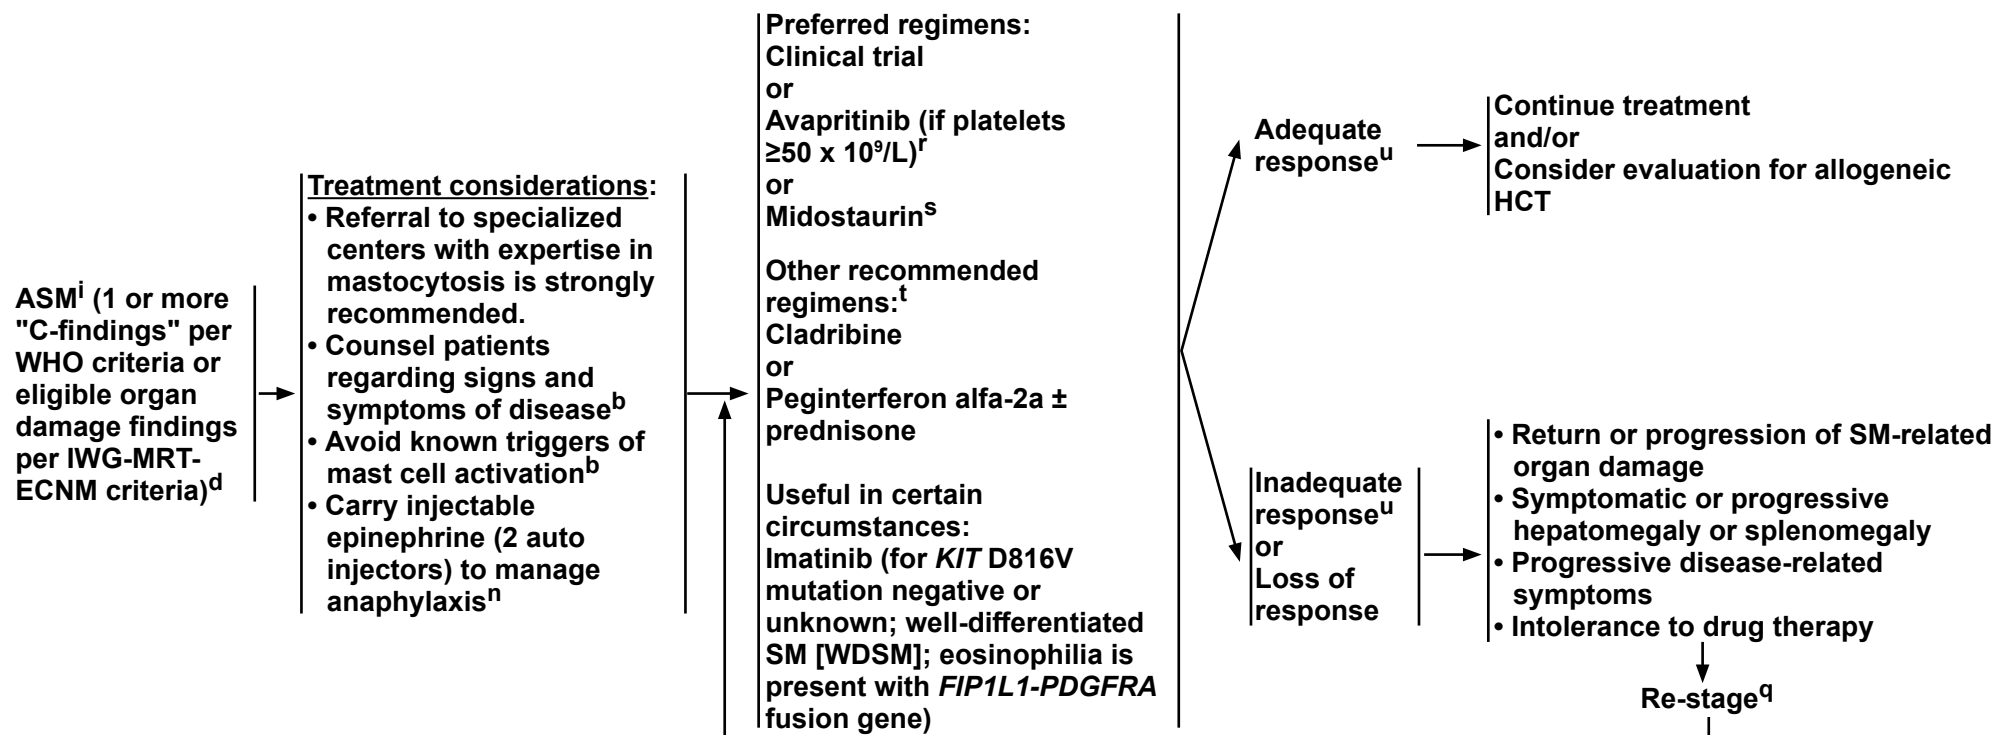 ASMⁱ (1 or more
"C-findings" per
WHO criteria or
eligible organ
damage findings
per IWG-MRT-
ECNM criteria)ᵈ
Treatment considerations:
• Referral to specialized
centers with expertise in
mastocytosis is strongly
recommended.
• Counsel patients
regarding signs and
symptoms of diseaseᵇ
• Avoid known triggers of
mast cell activationᵇ
• Carry injectable
epinephrine (2 auto
injectors) to manage
anaphylaxisⁿ
Preferred regimens:
Clinical trial
or
Avapritinib (if platelets
≥50 x 10⁹/L)ʳ
or
Midostaurinˢ
Other recommended
regimens:ᵗ
Cladribine
or
Peginterferon alfa-2a ±
prednisone
Useful in certain
circumstances:
Imatinib (for KIT D816V
mutation negative or
unknown; well-differentiated
SM [WDSM]; eosinophilia is
present with FIP1L1-PDGFRA
fusion gene)
Adequate
responseᵘ
Continue treatment
and/or
Consider evaluation for allogeneic
HCT
Inadequate
responseᵘ
or
Loss of
response
• Return or progression of SM-related
organ damage
• Symptomatic or progressive
hepatomegaly or splenomegaly
• Progressive disease-related
symptoms
• Intolerance to drug therapy
Re-stage^q